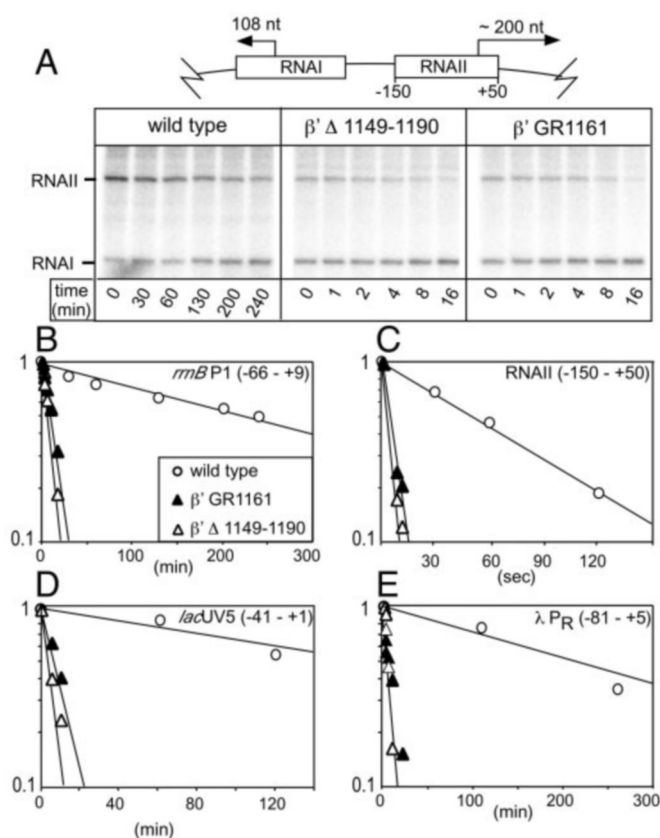 A
108 nt
~ 200 nt
RNAI
RNAII
-150
+50
wild type
β' Δ 1149-1190
β' GR1161
RNAII
RNAI
time (min)
0 30 60 130 200 240
0 1 2 4 8 16
0 1 2 4 8 16
B
rrnB P1 (-66 - +9)
1
0.1
wild type
β' GR1161
β' Δ 1149-1190
0 100 200 300
(min)
C
RNAII (-150 - +50)
1
0.1
30 60 90 120
(sec)
D
lacUV5 (-41 - +1)
1
0.1
0 40 80 120
(min)
E
λ PR (-81 - +5)
1
0.1
0 100 200 300
(min)